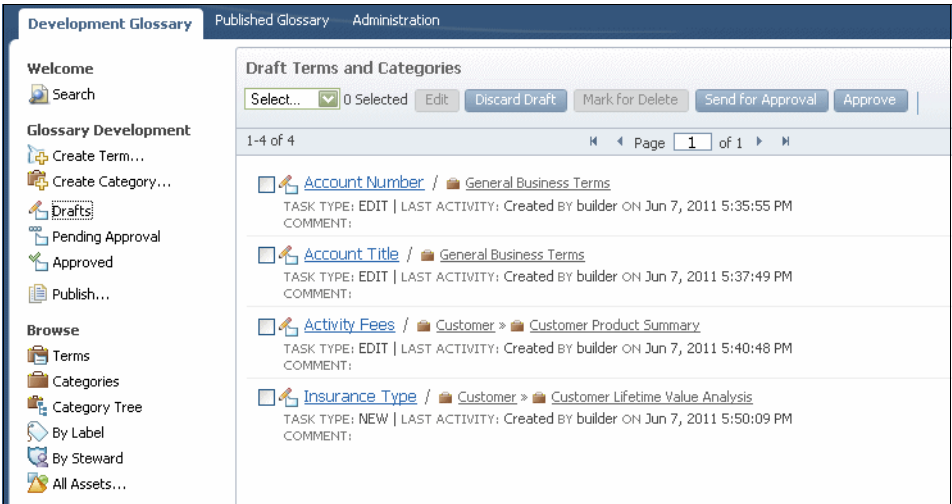 Development Glossary Published Glossary Administration
Welcome
Search
Glossary Development
Create Term...
Create Category...
Drafts
Pending Approval
Approved
Publish...
Browse
Terms
Categories
Category Tree
By Label
By Steward
All Assets...
Draft Terms and Categories
Select... 0 Selected Edit Discard Draft Mark for Delete Send for Approval Approve
1-4 of 4 Page 1 of 1
Account Number / General Business Terms
TASK TYPE: EDIT | LAST ACTIVITY: Created BY builder ON Jun 7, 2011 5:35:55 PM
COMMENT:
Account Title / General Business Terms
TASK TYPE: EDIT | LAST ACTIVITY: Created BY builder ON Jun 7, 2011 5:37:49 PM
COMMENT:
Activity Fees / Customer » Customer Product Summary
TASK TYPE: EDIT | LAST ACTIVITY: Created BY builder ON Jun 7, 2011 5:40:48 PM
COMMENT:
Insurance Type / Customer » Customer Lifetime Value Analysis
TASK TYPE: NEW | LAST ACTIVITY: Created BY builder ON Jun 7, 2011 5:50:09 PM
COMMENT: